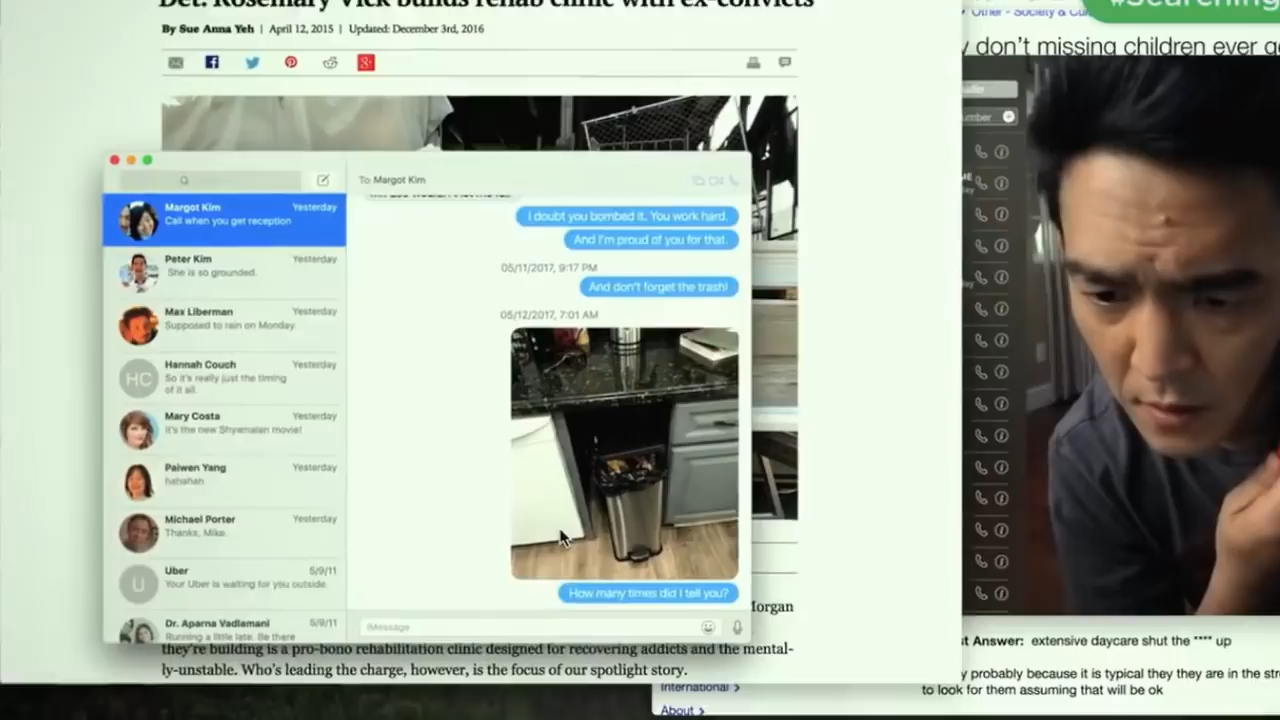 Det. Rosemary Vick builds rehab clinic with ex-convicts
By Sue Anna Yeh | April 12, 2015 | Updated: December 3rd, 2016
To: Margot Kim
Margot Kim Yesterday
Call when you get reception
Peter Kim Yesterday
She is so grounded.
Max Liberman Yesterday
Supposed to rain on Monday
Hannah Couch Yesterday
HC
So it's really just the timing
of it all.
Mary Costa Yesterday
It's the new Shyamalan movie!
Paiwen Yang Yesterday
hahahah
Michael Porter Yesterday
Thanks, Mike.
Uber 5/9/11
U
Your Uber is waiting for you outside.
Dr. Aparna Vadlamani 5/9/11
Running a little late. Be there
I doubt you bombed it. You work hard.
And I'm proud of you for that.
05/11/2017, 9:17 PM
And don't forget the trash!
05/12/2017, 7:01 AM
How many times did I tell you?
iMessage
Morgan
they're building is a pro-bono rehabilitation clinic designed for recovering addicts and the mental-
ly-unstable. Who's leading the charge, however, is the focus of our spotlight story.
#Searching
Other - Society & Cu
y don't missing children ever g
umber
t Answer: extensive daycare shut the **** up
y probably because it is typical they they are in the str
to look for them assuming that will be ok
International >
About >